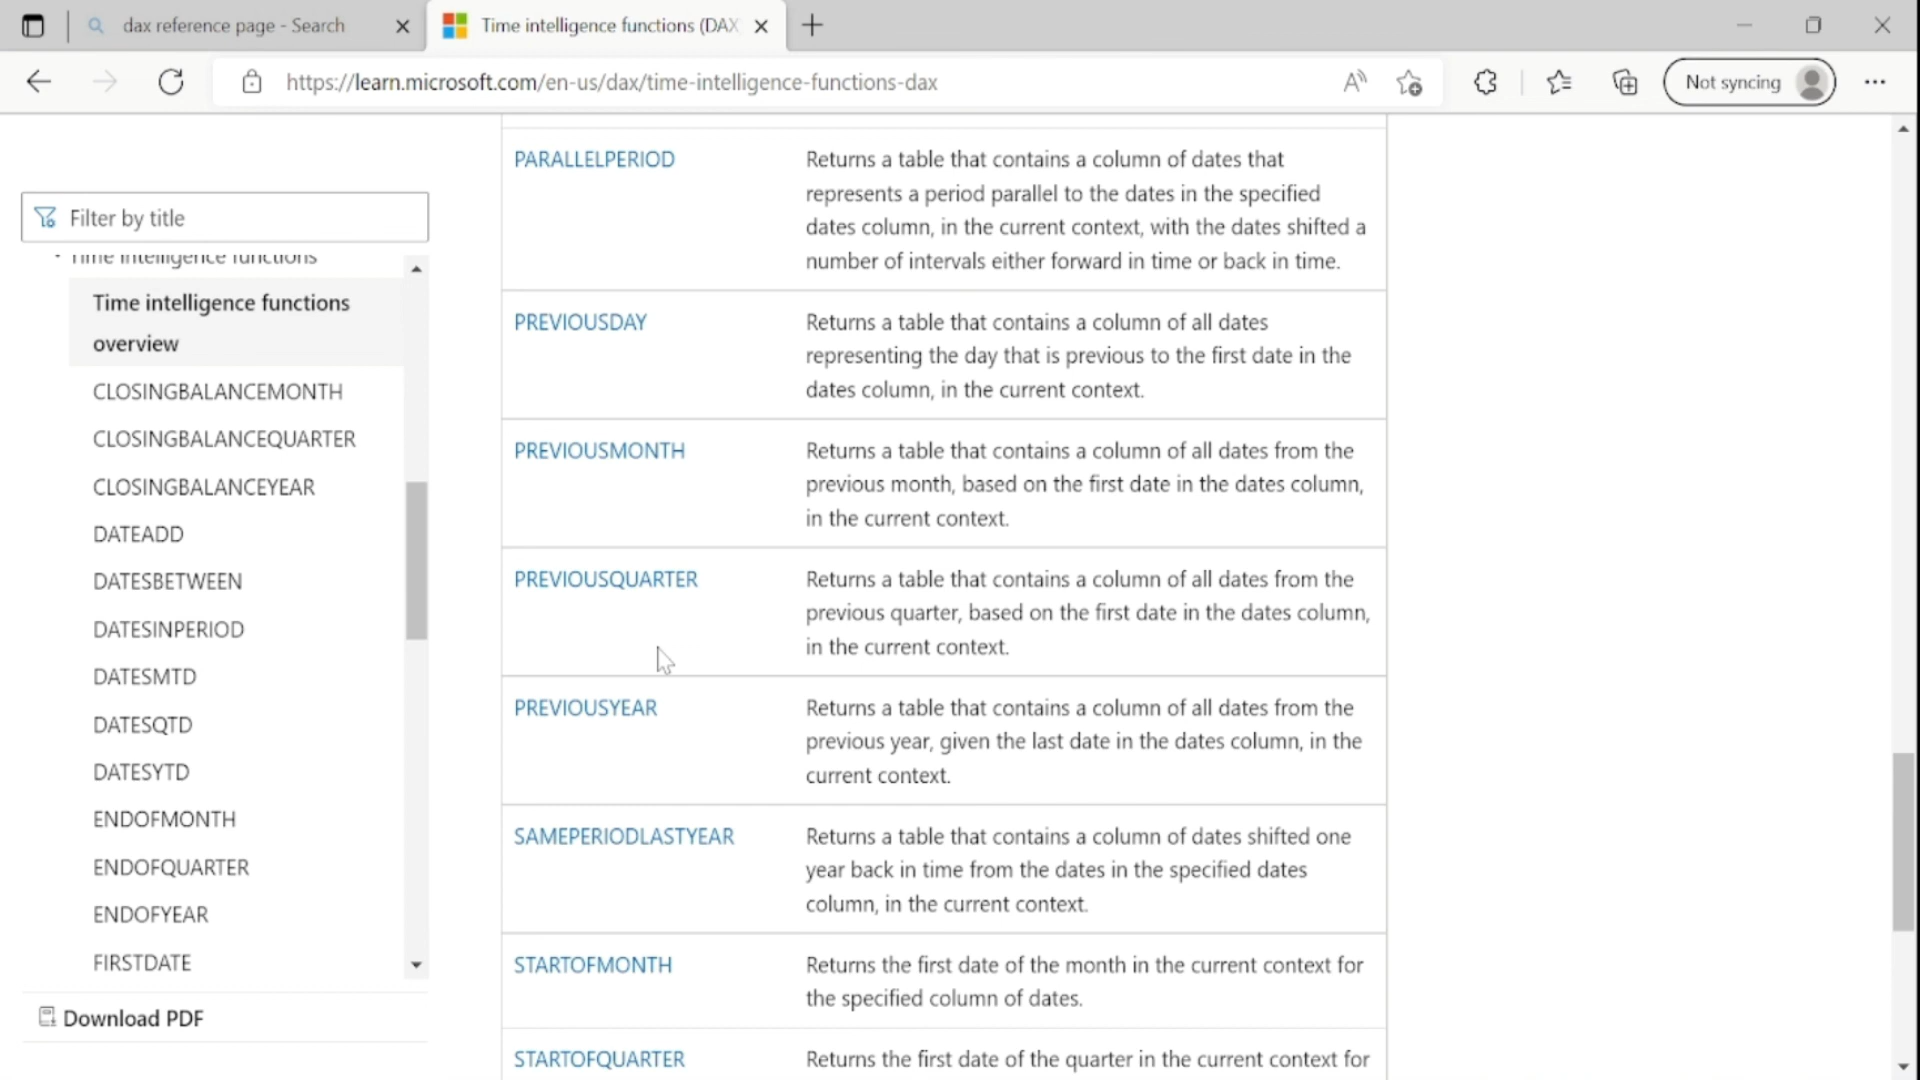 dax reference page - Search
Time intelligence functions (DAX
https://learn.microsoft.com/en-us/dax/time-intelligence-functions-dax
Not syncing
Filter by title
Time intelligence functions
Time intelligence functions
overview
CLOSINGBALANCEMONTH
CLOSINGBALANCEQUARTER
CLOSINGBALANCEYEAR
DATEADD
DATESBETWEEN
DATESINPERIOD
DATESMTD
DATESQTD
DATESYTD
ENDOFMONTH
ENDOFQUARTER
ENDOFYEAR
FIRSTDATE
Download PDF
PARALLELPERIOD
Returns a table that contains a column of dates that
represents a period parallel to the dates in the specified
dates column, in the current context, with the dates shifted a
number of intervals either forward in time or back in time.
PREVIOUSDAY
Returns a table that contains a column of all dates
representing the day that is previous to the first date in the
dates column, in the current context.
PREVIOUSMONTH
Returns a table that contains a column of all dates from the
previous month, based on the first date in the dates column,
in the current context.
PREVIOUSQUARTER
Returns a table that contains a column of all dates from the
previous quarter, based on the first date in the dates column,
in the current context.
PREVIOUSYEAR
Returns a table that contains a column of all dates from the
previous year, given the last date in the dates column, in the
current context.
SAMEPERIODLASTYEAR
Returns a table that contains a column of dates shifted one
year back in time from the dates in the specified dates
column, in the current context.
STARTOFMONTH
Returns the first date of the month in the current context for
the specified column of dates.
STARTOFQUARTER
Returns the first date of the quarter in the current context for